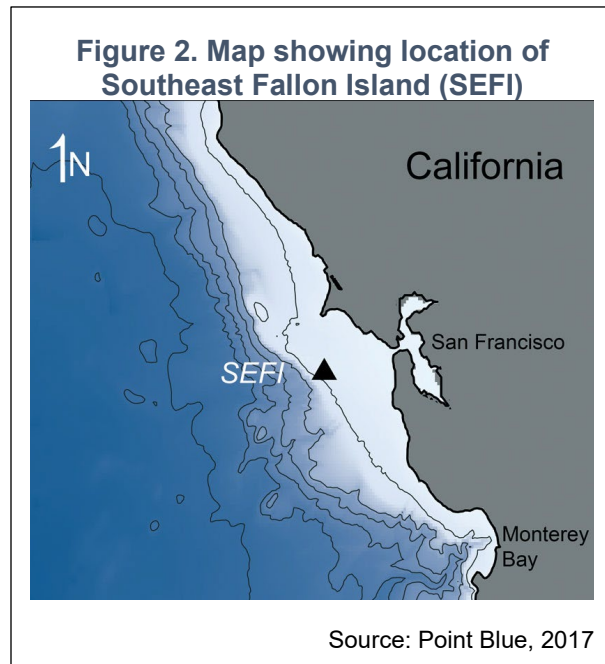 Figure 2. Map showing location of
Southeast Fallon Island (SEFI)
N
California
San Francisco
SEFI
Monterey
Bay
Source: Point Blue, 2017